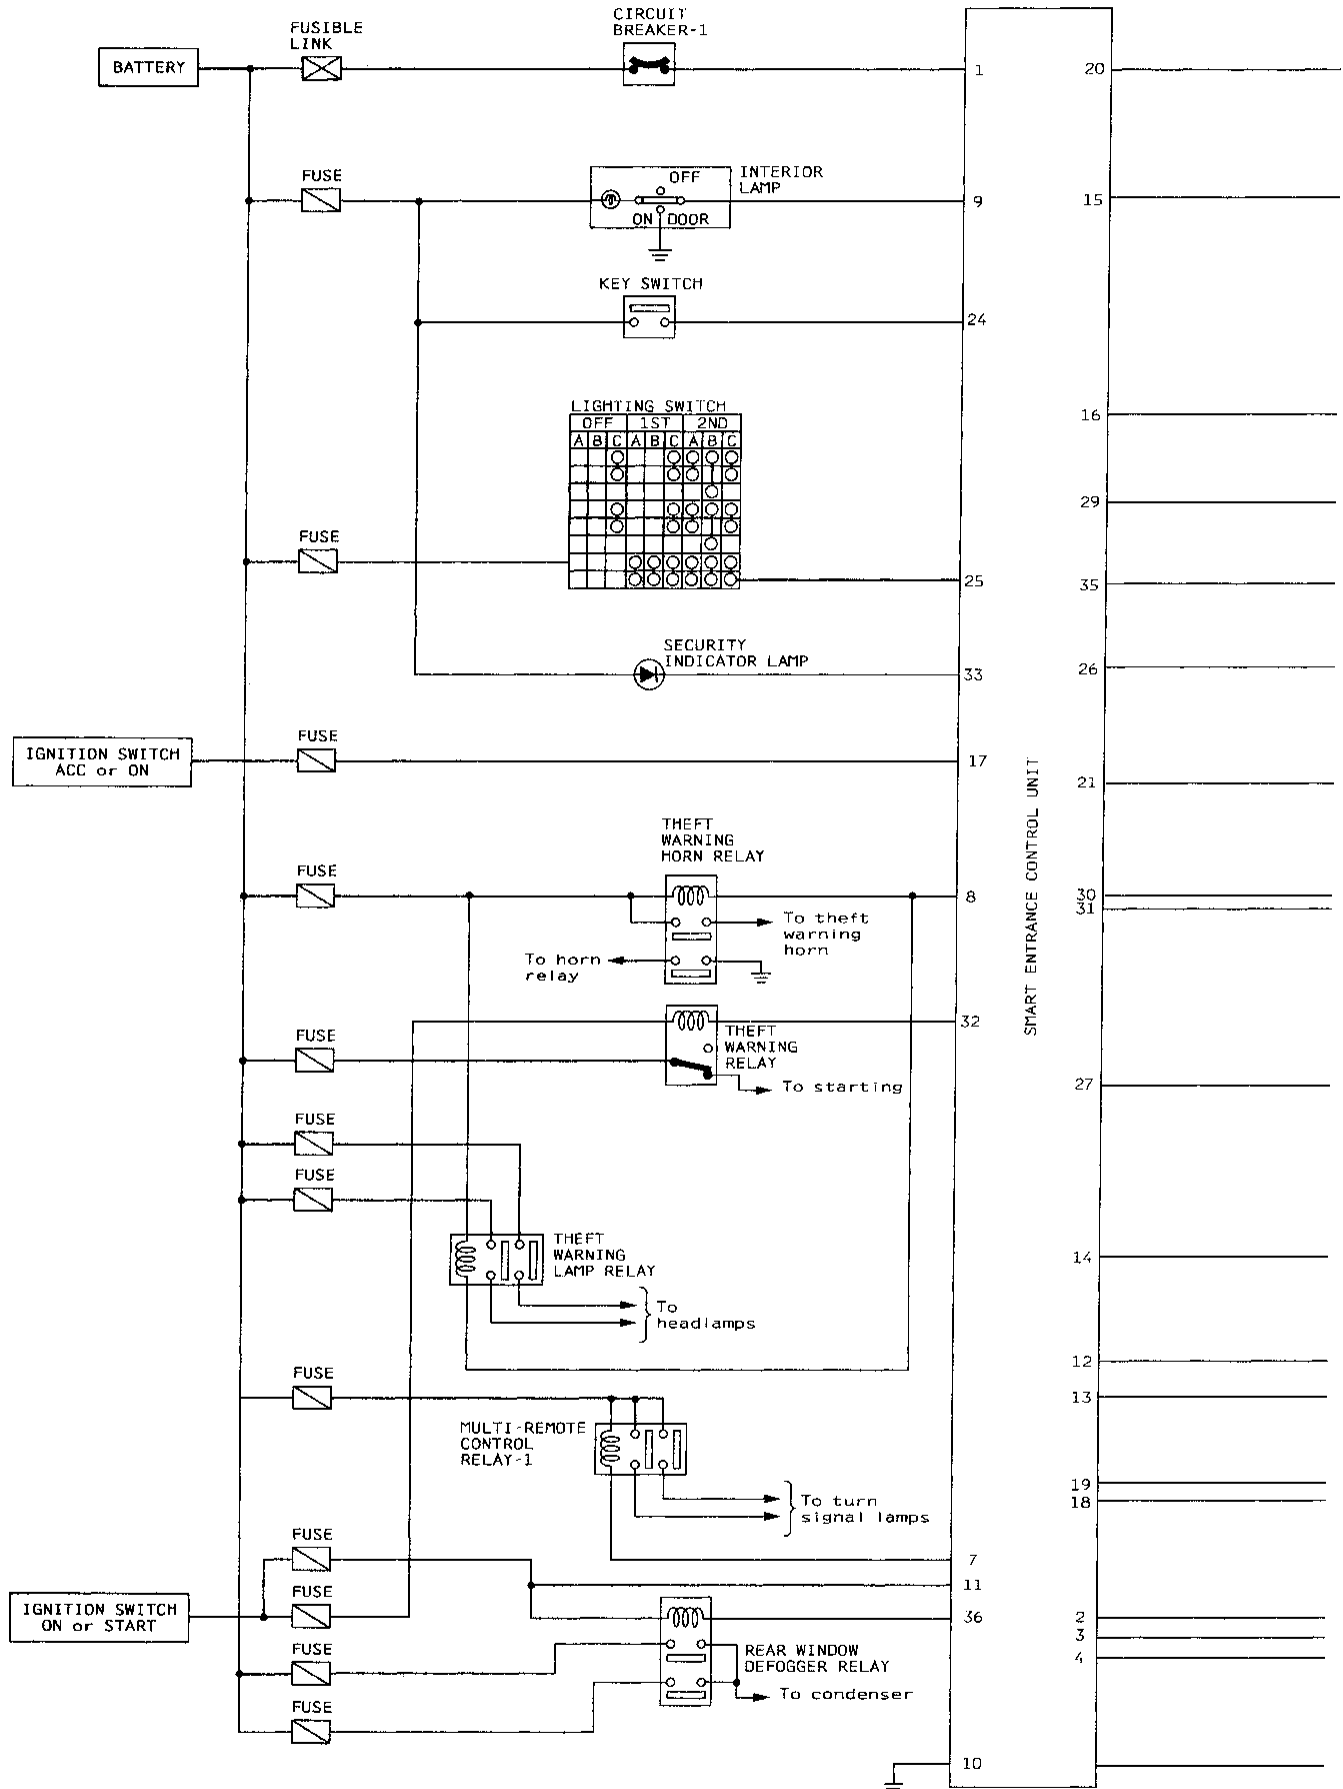 CIRCUIT
BREAKER-1
FUSIBLE
LINK
BATTERY
1
20
FUSE
OFF
INTERIOR
LAMP
ON
DOOR
9
15
KEY SWITCH
24
LIGHTING SWITCH
OFF 1ST 2ND
A B C A B C A B C
16
29
FUSE
25
35
SECURITY
INDICATOR LAMP
33
26
IGNITION SWITCH
ACC or ON
FUSE
17
21
SMART ENTRANCE CONTROL UNIT
THEFT
WARNING
HORN RELAY
FUSE
8
30
31
To theft
warning
horn
To horn
relay
32
THEFT
WARNING
RELAY
FUSE
To starting
27
FUSE
FUSE
THEFT
WARNING
LAMP RELAY
14
To
headlamps
12
FUSE
13
MULTI-REMOTE
CONTROL
RELAY-1
19
18
To turn
signal lamps
FUSE
7
11
FUSE
IGNITION SWITCH
ON or START
36
2
3
4
FUSE
REAR WINDOW
DEFOGGER RELAY
To condenser
FUSE
10